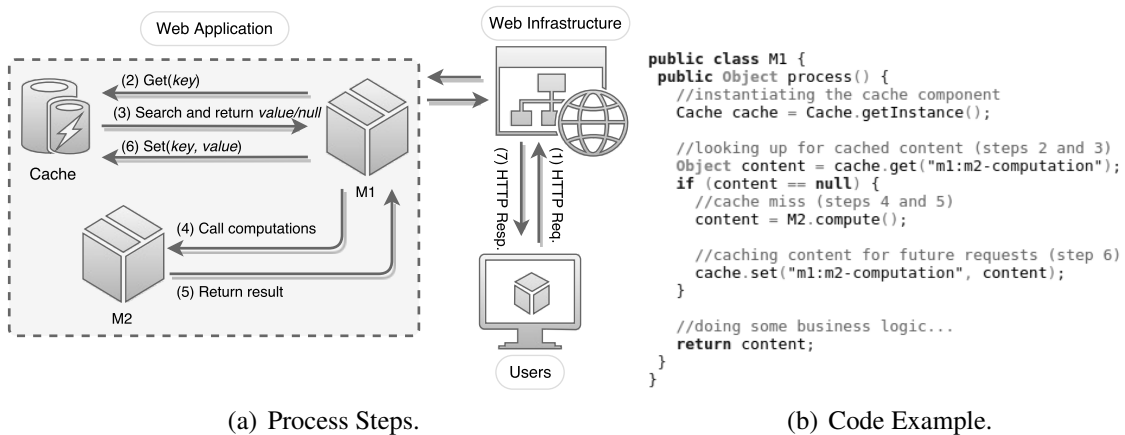 Web Application
Web Infrastructure
(2) Get(key)
(3) Search and return value/null
(6) Set(key, value)
Cache
M1
(4) Call computations
(5) Return result
M2
(7) HTTP Resp.
(1) HTTP Req.
Users
(a) Process Steps.
public class M1 {
public Object process() {
//instantiating the cache component
Cache cache = Cache.getInstance();
//looking up for cached content (steps 2 and 3)
Object content = cache.get("m1:m2-computation");
if (content == null) {
//cache miss (steps 4 and 5)
content = M2.compute();
//caching content for future requests (step 6)
cache.set("m1:m2-computation", content);
}
//doing some business logic...
return content;
}
}
(b) Code Example.